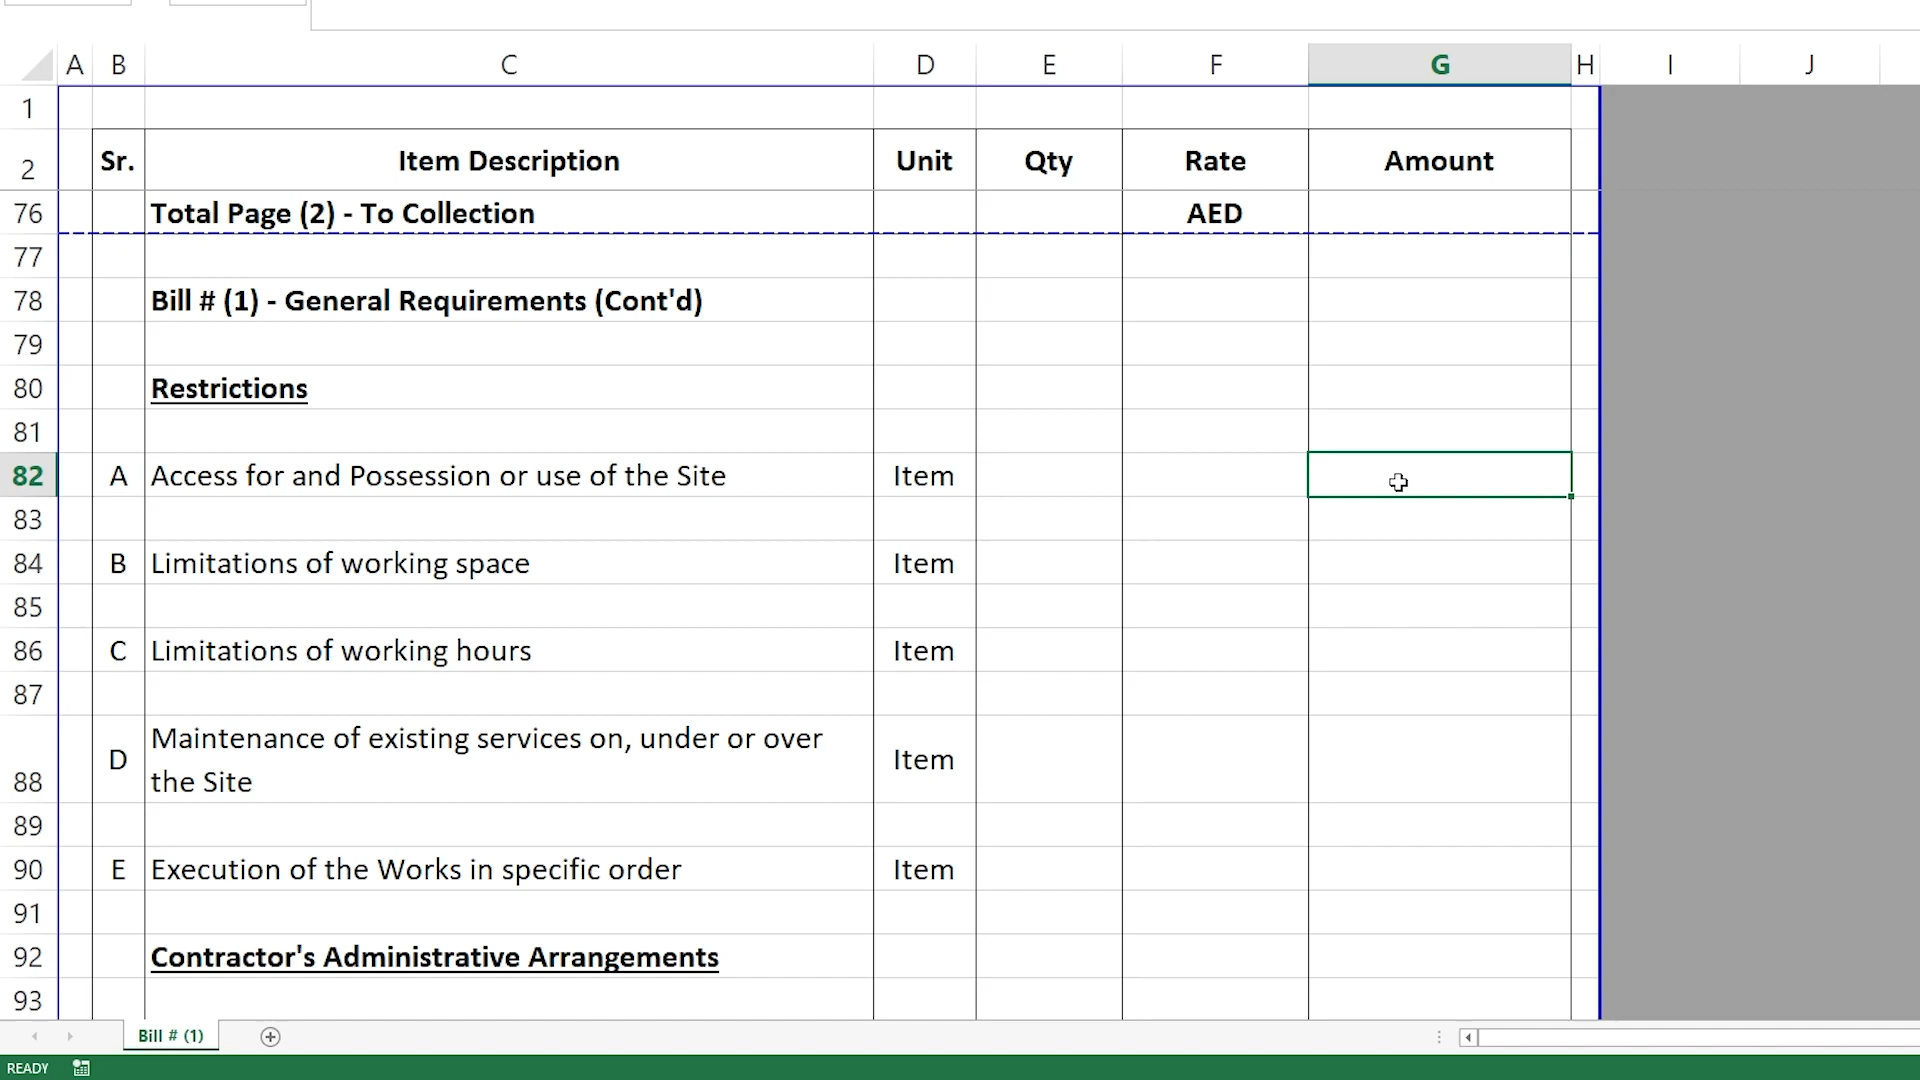 A B C D E F G H I J
1
2 Sr. Item Description Unit Qty Rate Amount
76 Total Page (2) - To Collection AED
77
78 Bill # (1) - General Requirements (Cont'd)
79
80 Restrictions
81
82 A Access for and Possession or use of the Site Item
83
84 B Limitations of working space Item
85
86 C Limitations of working hours Item
87
88 D Maintenance of existing services on, under or over Item
the Site
89
90 E Execution of the Works in specific order Item
91
92 Contractor's Administrative Arrangements
93
Bill # (1)
READY